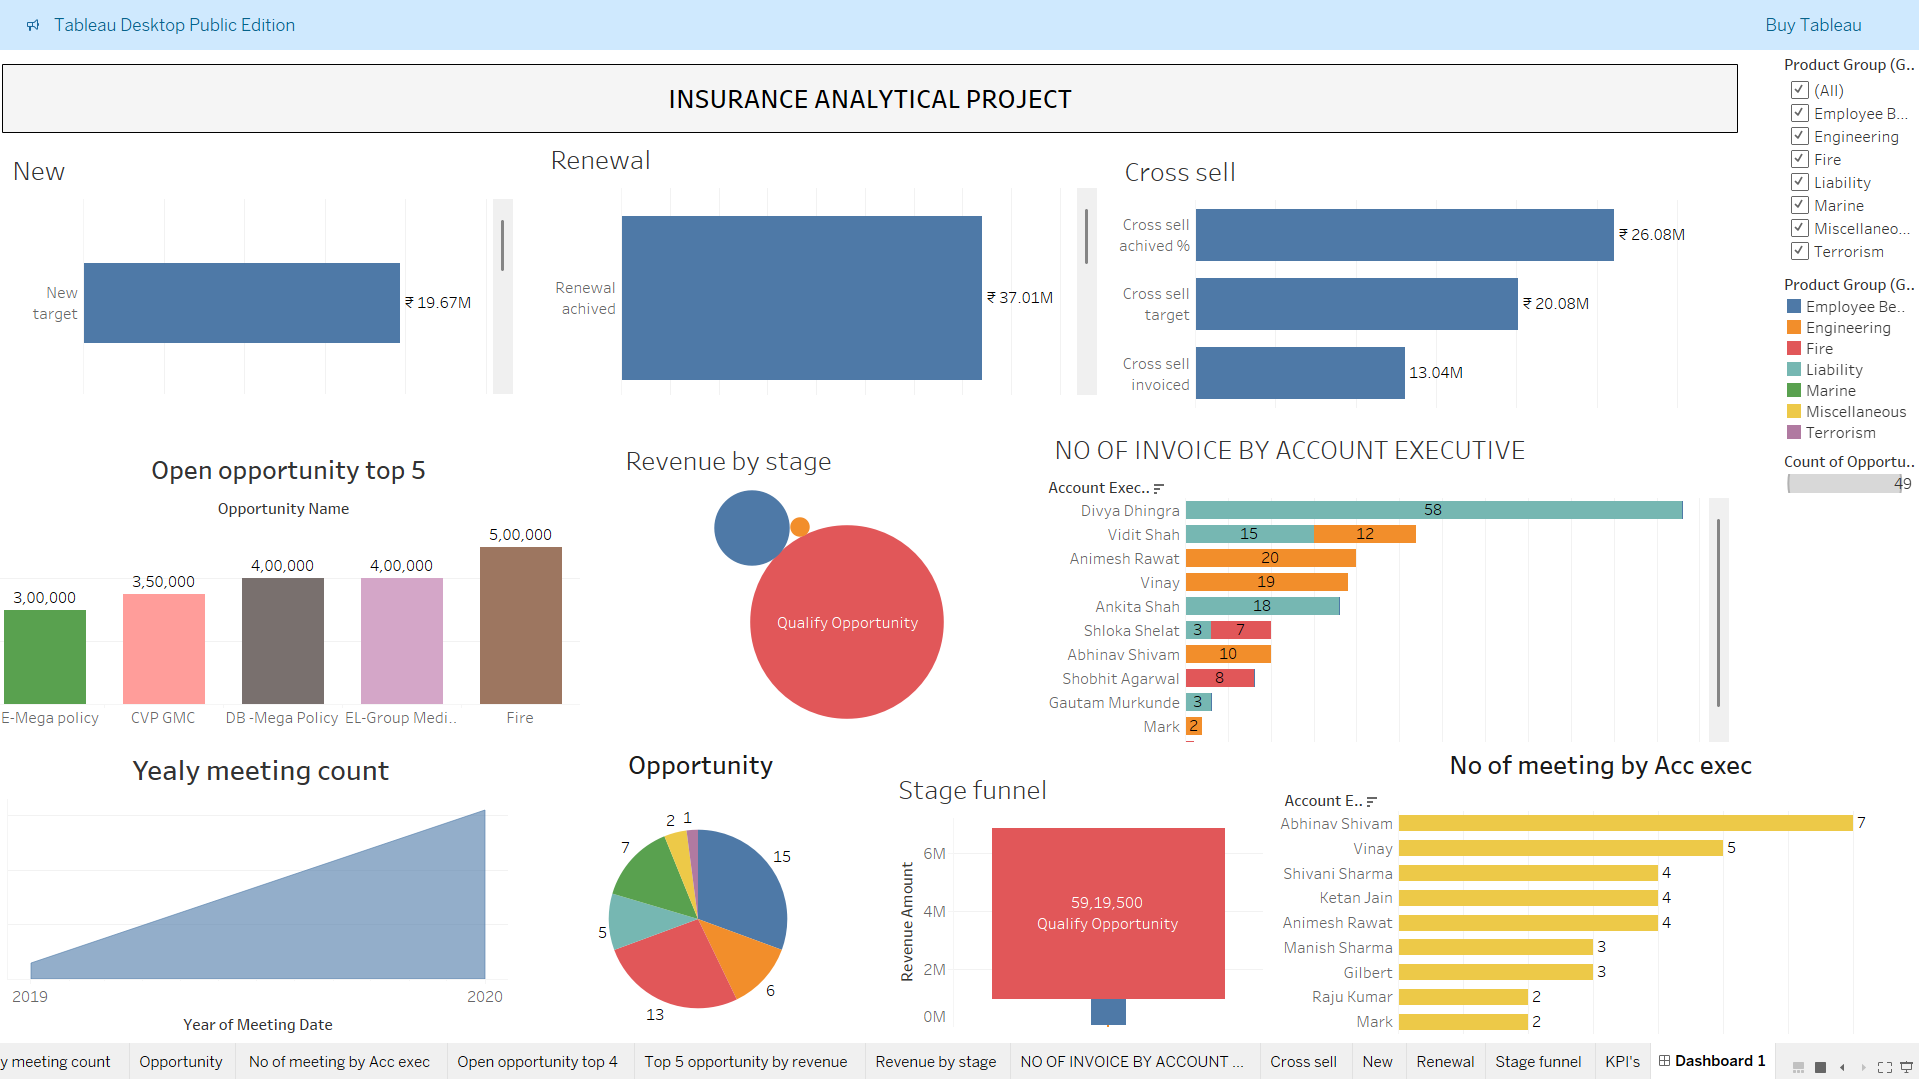 Tableau Desktop Public Edition
Buy Tableau
INSURANCE ANALYTICAL PROJECT
New
New
target
₹ 19.67M
Renewal
Renewal
achived
₹ 37.01M
Cross sell
Cross sell
achived %
₹ 26.08M
Cross sell
target
₹ 20.08M
Cross sell
invoiced
13.04M
Product Group (G..
(All)
Employee B...
Engineering
Fire
Liability
Marine
Miscellaneo...
Terrorism
Product Group (G..
Employee Be..
Engineering
Fire
Liability
Marine
Miscellaneous
Terrorism
Count of Opportu..
49
Open opportunity top 5
Opportunity Name
3,00,000
3,50,000
4,00,000
4,00,000
5,00,000
E-Mega policy
CVP GMC
DB -Mega Policy
EL-Group Medi..
Fire
Revenue by stage
Qualify Opportunity
NO OF INVOICE BY ACCOUNT EXECUTIVE
Account Exec..
Divya Dhingra 58
Vidit Shah 15 12
Animesh Rawat 20
Vinay 19
Ankita Shah 18
Shloka Shelat 3 7
Abhinav Shivam 10
Shobhit Agarwal 8
Gautam Murkunde 3
Mark 2
Yealy meeting count
2019
2020
Year of Meeting Date
Opportunity
15
6
13
5
7
2
1
Stage funnel
Revenue Amount
6M
4M
2M
0M
59,19,500
Qualify Opportunity
No of meeting by Acc exec
Account E..
Abhinav Shivam 7
Vinay 5
Shivani Sharma 4
Ketan Jain 4
Animesh Rawat 4
Manish Sharma 3
Gilbert 3
Raju Kumar 2
Mark 2
y meeting count
Opportunity
No of meeting by Acc exec
Open opportunity top 4
Top 5 opportunity by revenue
Revenue by stage
NO OF INVOICE BY ACCOUNT ...
Cross sell
New
Renewal
Stage funnel
KPI's
Dashboard 1